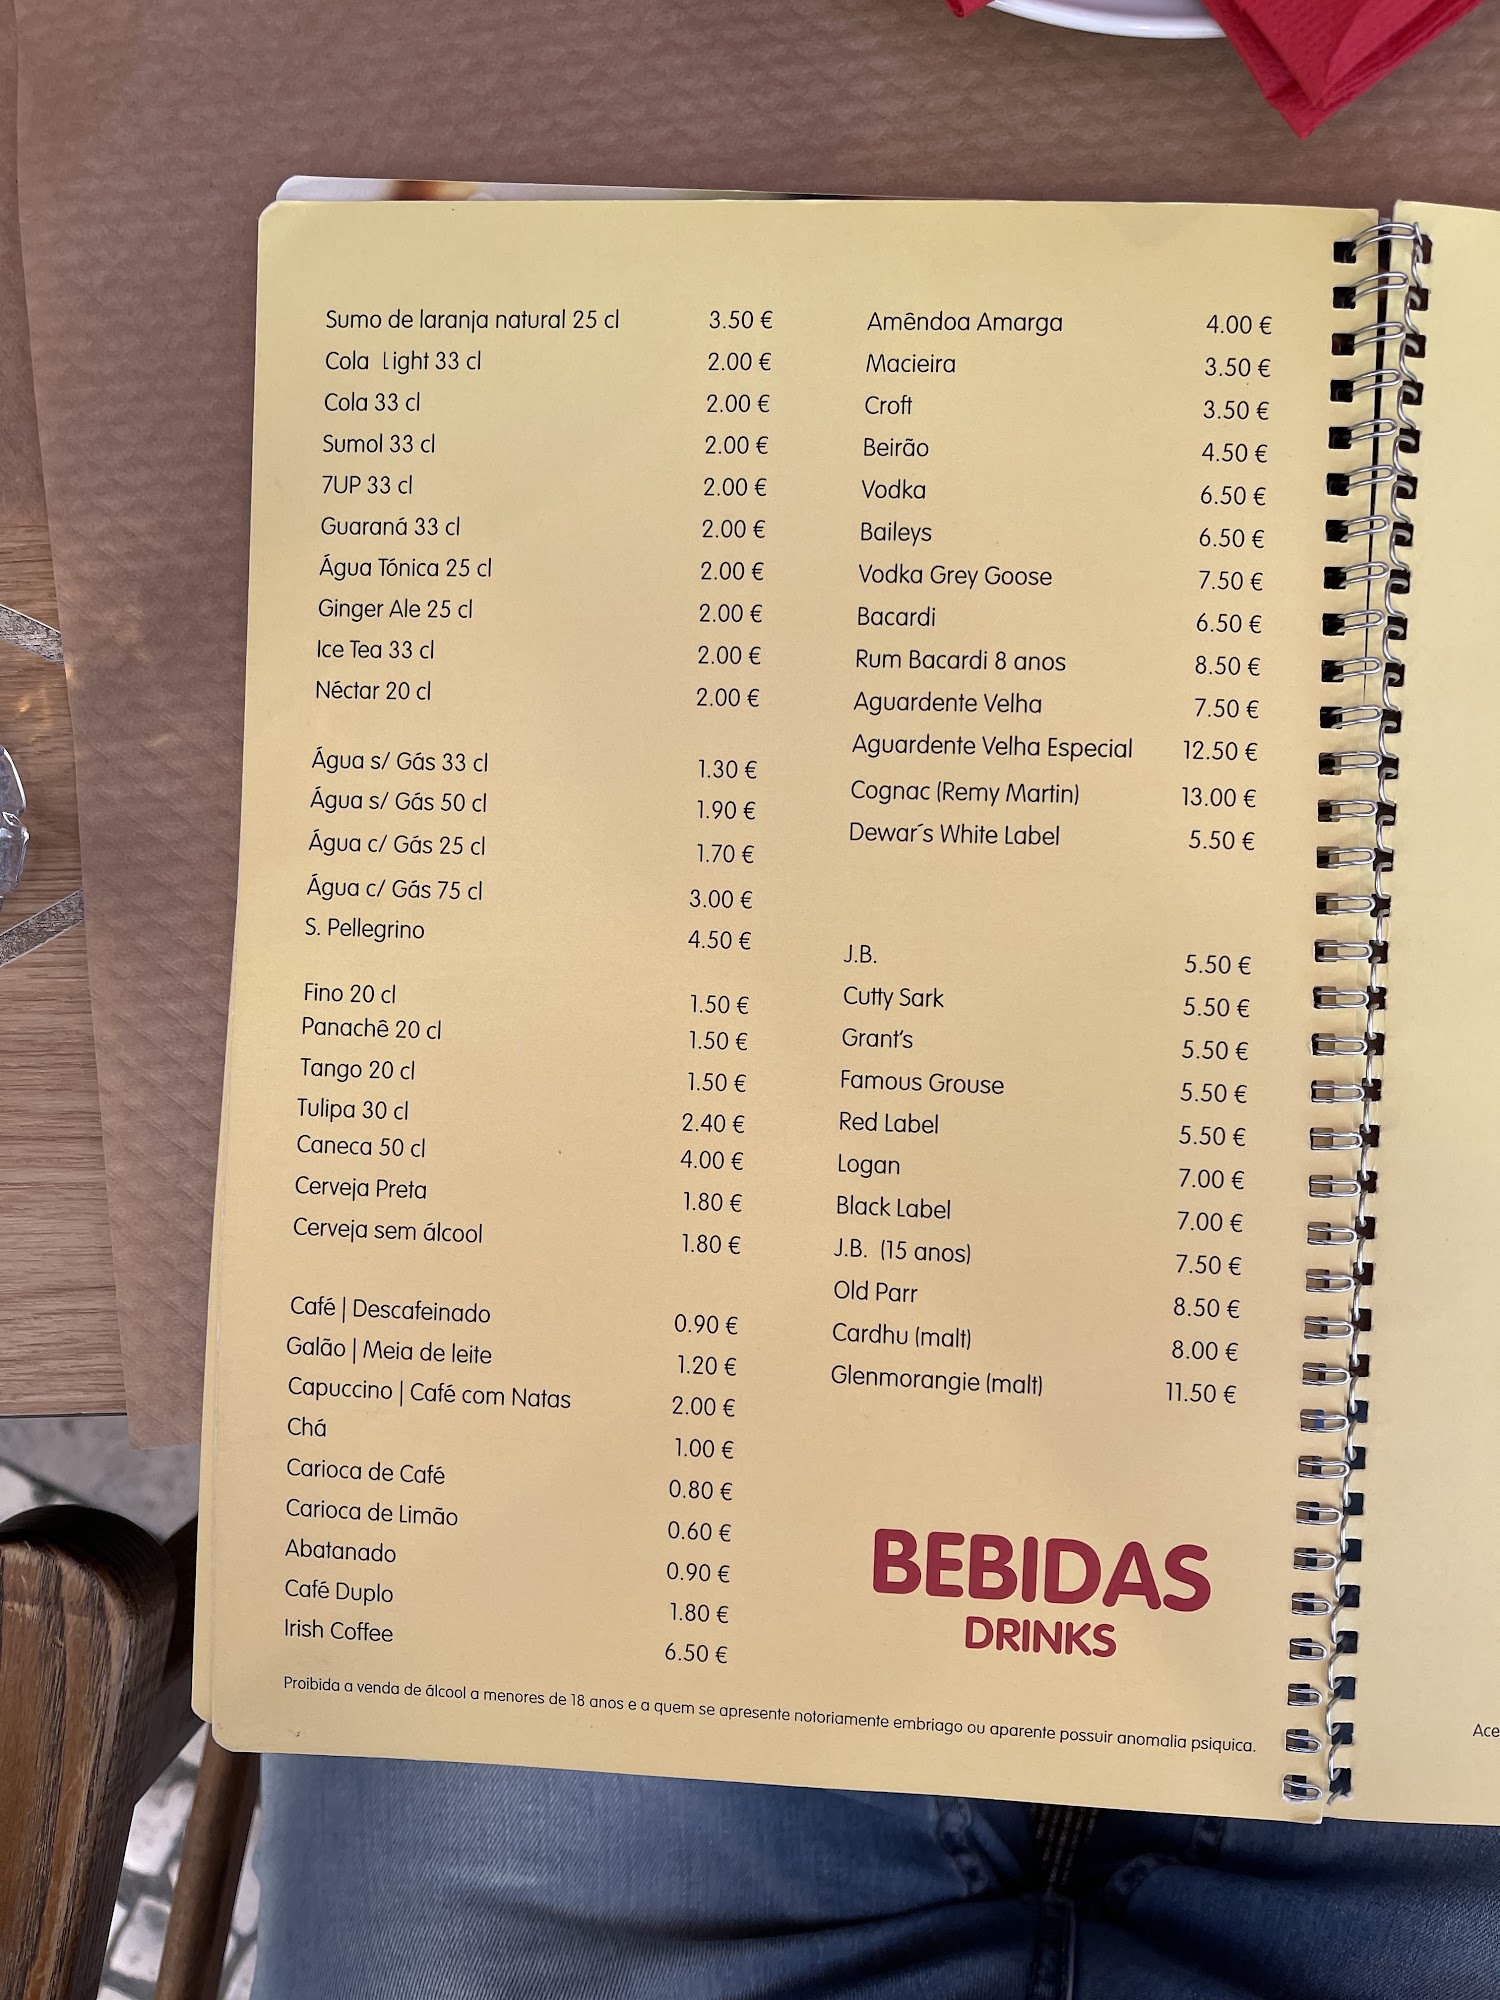 Sumo de laranja natural 25 cl 3.50 €
Cola Light 33 cl 2.00 €
Cola 33 cl 2.00 €
Sumol 33 cl 2.00 €
7UP 33 cl 2.00 €
Guaraná 33 cl 2.00 €
Água Tónica 25 cl 2.00 €
Ginger Ale 25 cl 2.00 €
Ice Tea 33 cl 2.00 €
Néctar 20 cl 2.00 €
Água s/ Gás 33 cl 1.30 €
Água s/ Gás 50 cl 1.90 €
Água c/ Gás 25 cl 1.70 €
Água c/ Gás 75 cl 3.00 €
S. Pellegrino 4.50 €
Fino 20 cl 1.50 €
Panachê 20 cl 1.50 €
Tango 20 cl 1.50 €
Tulipa 30 cl 2.40 €
Caneca 50 cl 4.00 €
Cerveja Preta 1.80 €
Cerveja sem álcool 1.80 €
Café | Descafeinado 0.90 €
Galão | Meia de leite 1.20 €
Capuccino | Café com Natas 2.00 €
Chá 1.00 €
Carioca de Café 0.80 €
Carioca de Limão 0.60 €
Abatanado 0.90 €
Café Duplo 1.80 €
Irish Coffee 6.50 €
Amêndoa Amarga 4.00 €
Macieira 3.50 €
Croft 3.50 €
Beirão 4.50 €
Vodka 6.50 €
Baileys 6.50 €
Vodka Grey Goose 7.50 €
Bacardi 6.50 €
Rum Bacardi 8 anos 8.50 €
Aguardente Velha 7.50 €
Aguardente Velha Especial 12.50 €
Cognac (Remy Martin) 13.00 €
Dewar´s White Label 5.50 €
J.B. 5.50 €
Cutty Sark 5.50 €
Grant's 5.50 €
Famous Grouse 5.50 €
Red Label 5.50 €
Logan 7.00 €
Black Label 7.00 €
J.B. (15 anos) 7.50 €
Old Parr 8.50 €
Cardhu (malt) 8.00 €
Glenmorangie (malt) 11.50 €
BEBIDAS
DRINKS
Proibida a venda de álcool a menores de 18 anos e a quem se apresente notoriamente embriago ou aparente possuir anomalia psiquica.
Ace